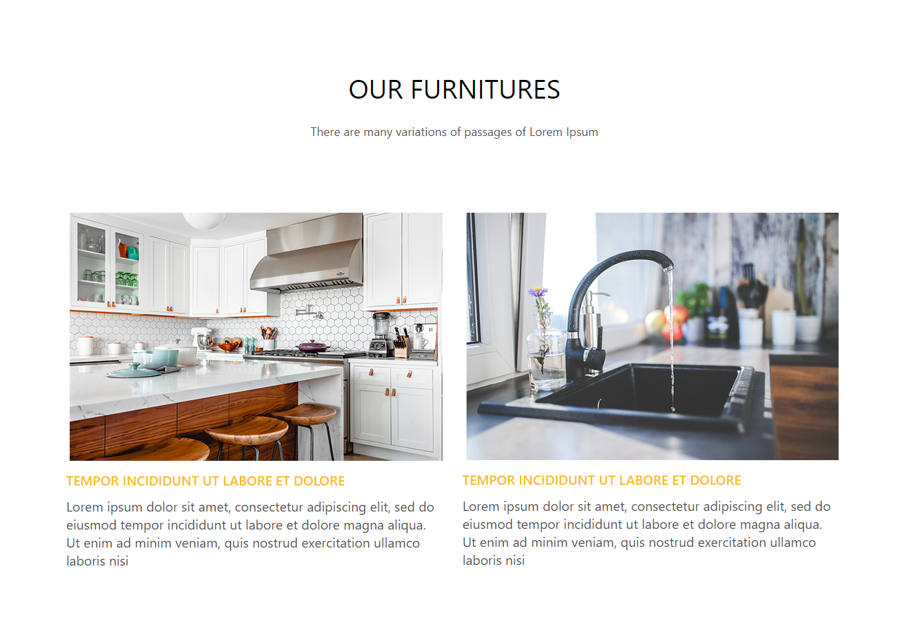 OUR FURNITURES
There are many variations of passages of Lorem Ipsum
TEMPOR INCIDIDUNT UT LABORE ET DOLORE
Lorem ipsum dolor sit amet, consectetur adipiscing elit, sed do
eiusmod tempor incididunt ut labore et dolore magna aliqua.
Ut enim ad minim veniam, quis nostrud exercitation ullamco
laboris nisi
TEMPOR INCIDIDUNT UT LABORE ET DOLORE
Lorem ipsum dolor sit amet, consectetur adipiscing elit, sed do
eiusmod tempor incididunt ut labore et dolore magna aliqua.
Ut enim ad minim veniam, quis nostrud exercitation ullamco
laboris nisi